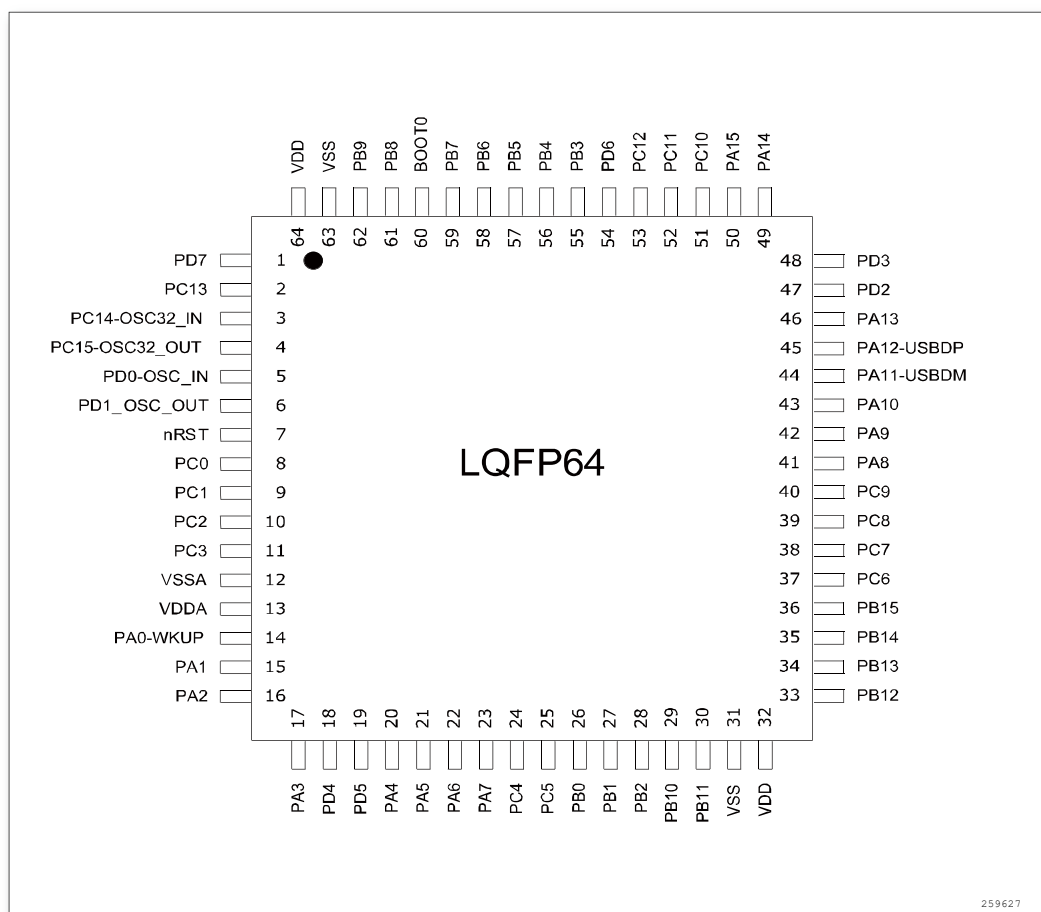 VDD VSS PB9 PB8 BOOT0 PB7 PB6 PB5 PB4 PB3 PD6 PC12 PC11 PC10 PA15 PA14
64 63 62 61 60 59 58 57 56 55 54 53 52 51 50 49
PD7 1 48 PD3
PC13 2 47 PD2
PC14-OSC32_IN 3 46 PA13
PC15-OSC32_OUT 4 45 PA12-USBDP
PD0-OSC_IN 5 44 PA11-USBDM
PD1_OSC_OUT 6 43 PA10
nRST 7 42 PA9
PC0 8 LQFP64 41 PA8
PC1 9 40 PC9
PC2 10 39 PC8
PC3 11 38 PC7
VSSA 12 37 PC6
VDDA 13 36 PB15
PA0-WKUP 14 35 PB14
PA1 15 34 PB13
PA2 16 33 PB12
17 18 19 20 21 22 23 24 25 26 27 28 29 30 31 32
PA3 PD4 PD5 PA4 PA5 PA6 PA7 PC4 PC5 PB0 PB1 PB2 PB10 PB11 VSS VDD
259627